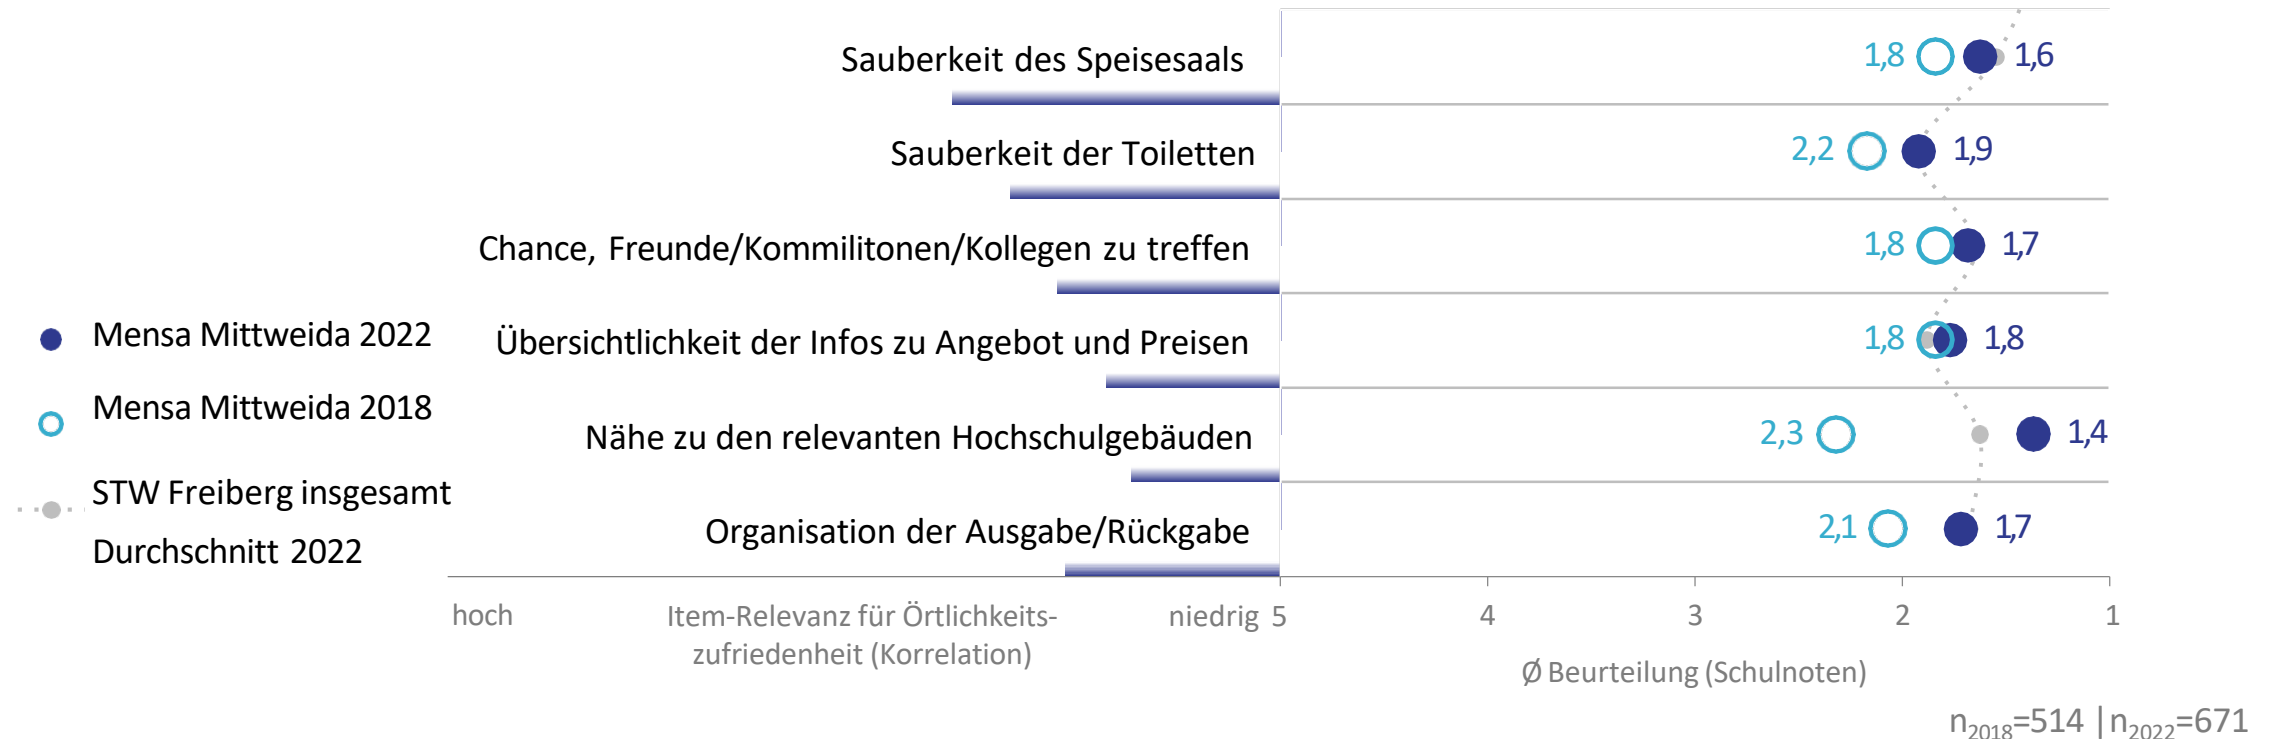 Sauberkeit des Speisesaals
1,8
1,6
Sauberkeit der Toiletten
2,2
1,9
Chance, Freunde/Kommilitonen/Kollegen zu treffen
1,8
1,7
Übersichtlichkeit der Infos zu Angebot und Preisen
1,8
1,8
Nähe zu den relevanten Hochschulgebäuden
2,3
1,4
Organisation der Ausgabe/Rückgabe
2,1
1,7
Mensa Mittweida 2022
Mensa Mittweida 2018
STW Freiberg insgesamt
Durchschnitt 2022
hoch
Item-Relevanz für Örtlichkeits-
zufriedenheit (Korrelation)
niedrig
5
4
3
2
1
Ø Beurteilung (Schulnoten)
n2018=514 | n2022=671